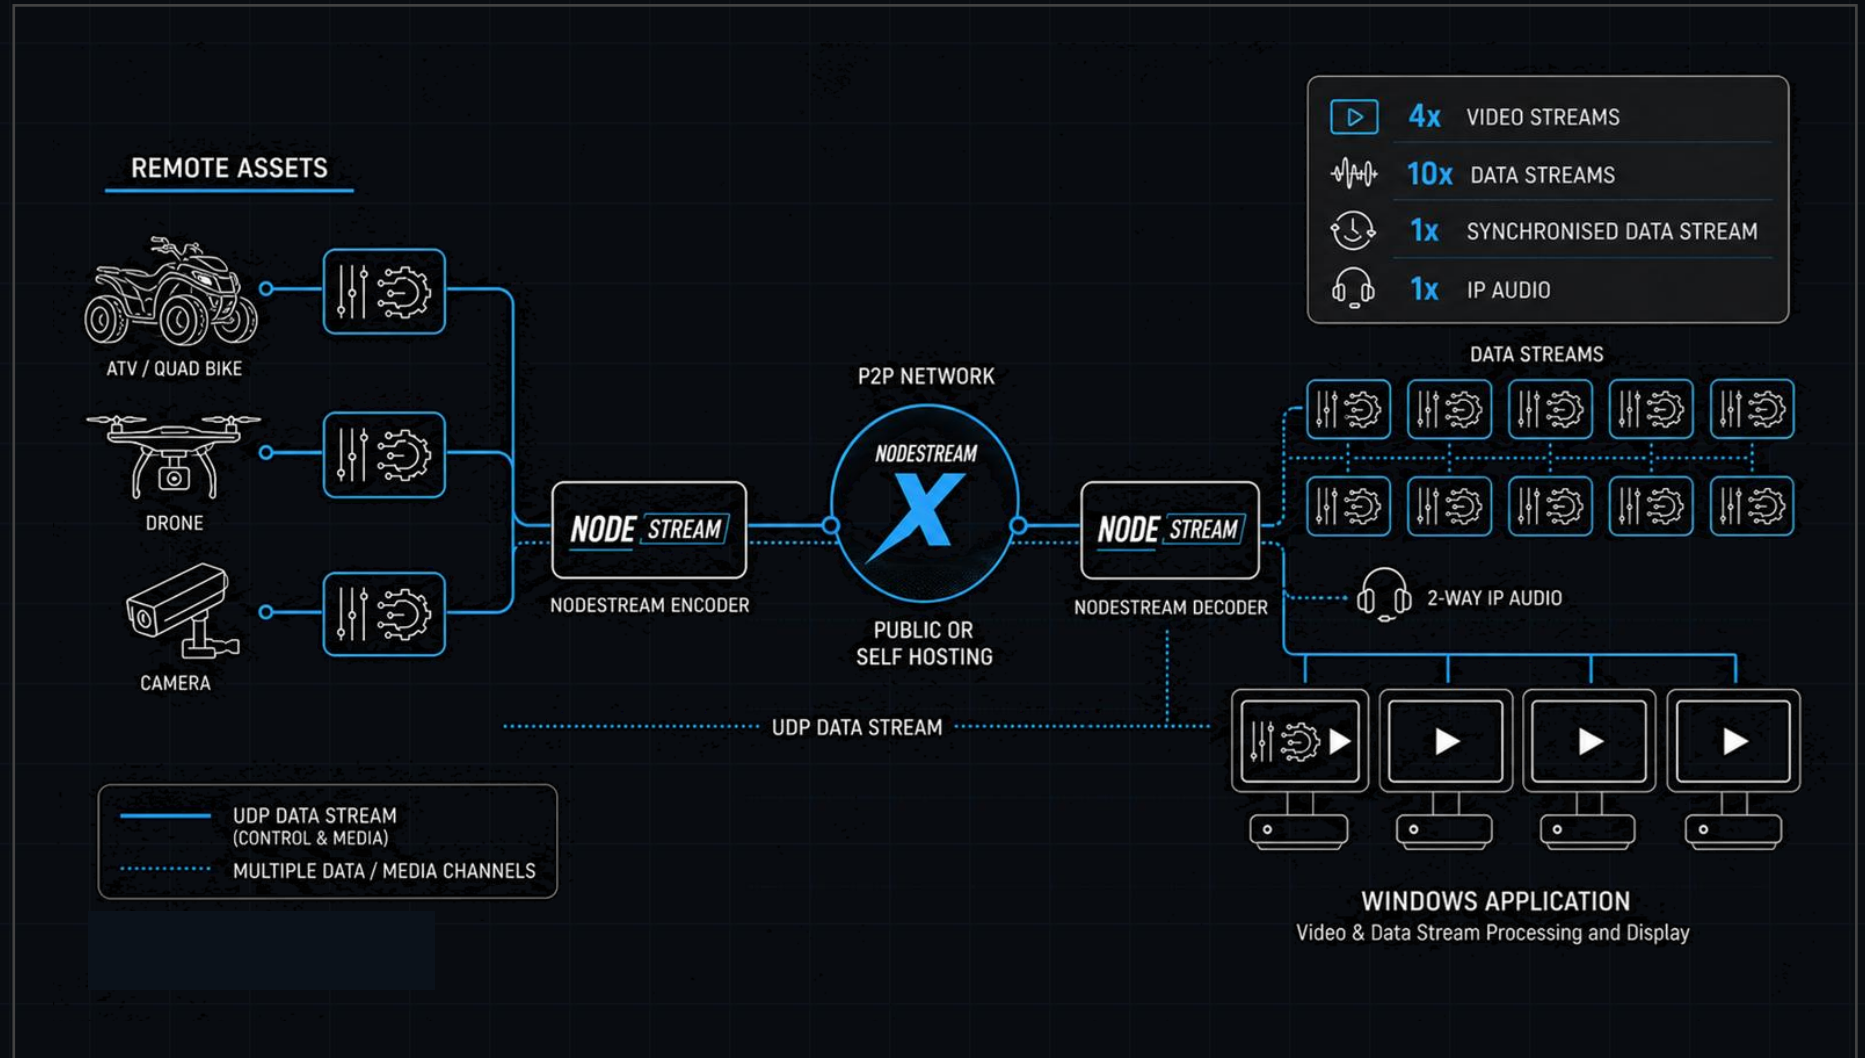 REMOTE ASSETS
ATV / QUAD BIKE
DRONE
CAMERA
NODE STREAM
NODESTREAM ENCODER
P2P NETWORK
NODESTREAM
X
PUBLIC OR
SELF HOSTING
NODE STREAM
NODESTREAM DECODER
4x VIDEO STREAMS
10x DATA STREAMS
1x SYNCHRONISED DATA STREAM
1x IP AUDIO
DATA STREAMS
2-WAY IP AUDIO
UDP DATA STREAM
UDP DATA STREAM
(CONTROL & MEDIA)
MULTIPLE DATA / MEDIA CHANNELS
WINDOWS APPLICATION
Video & Data Stream Processing and Display